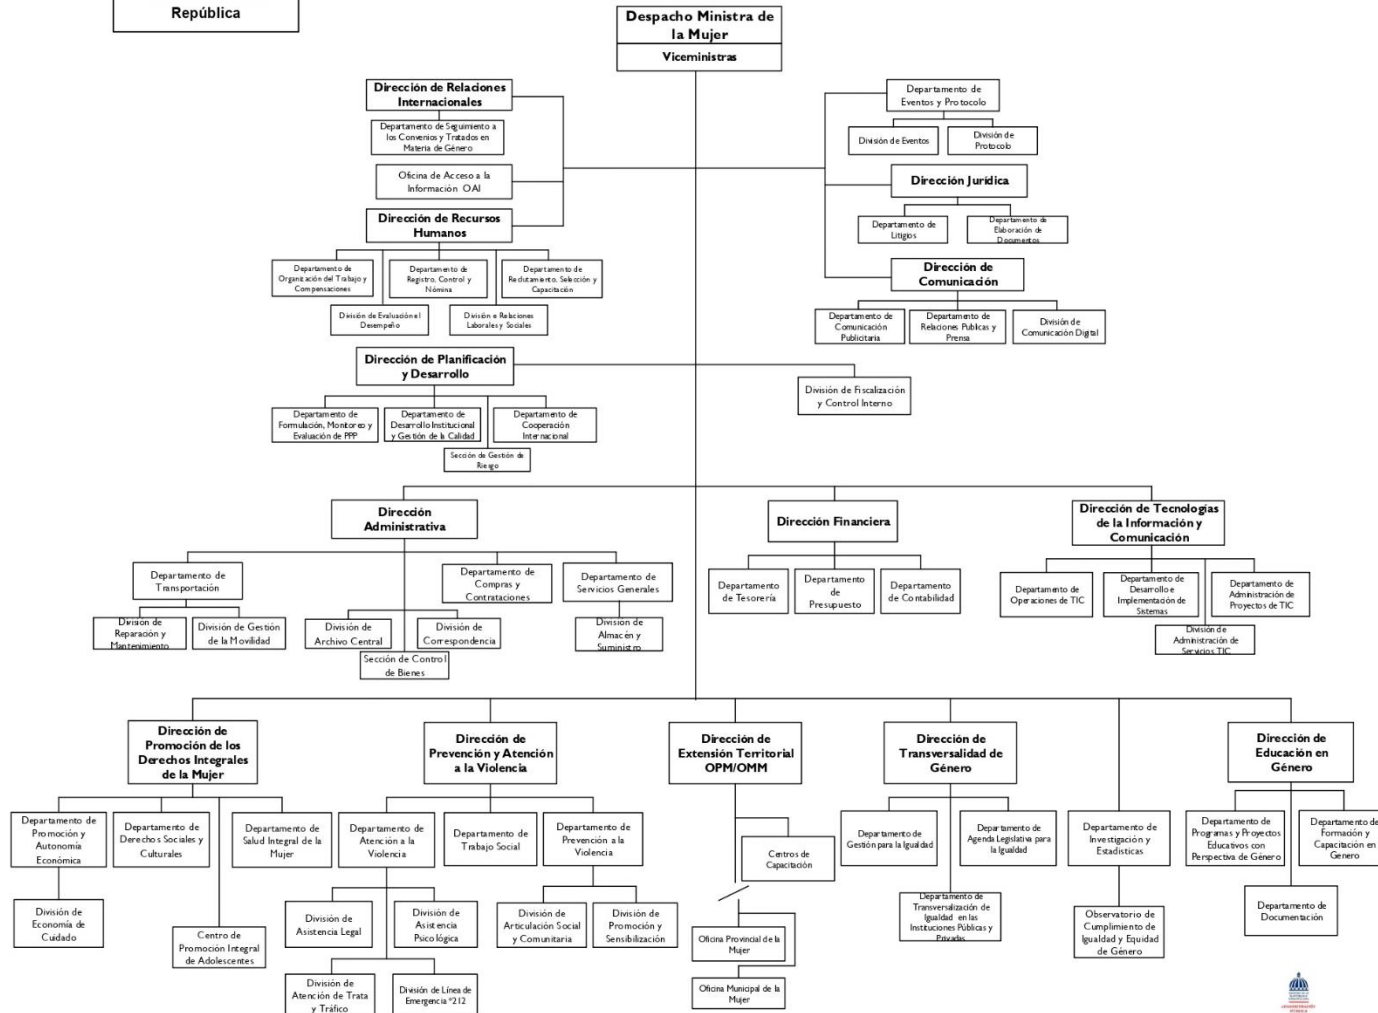 República
Despacho Ministra de
la Mujer
Viceministras
Dirección de Relaciones
Internacionales
Departamento de Seguimiento a
los Convenios y Tratados en
Materia de Género
Oficina de Acceso a la
Información OAI
Dirección de Recursos
Humanos
Departamento de
Organización del Trabajo y
Compensaciones
Departamento de
Registro, Control y
Nómina
Departamento de
Reclutamiento, Selección y
Capacitación
División de Evaluación el
Desempeño
División e Relaciones
Laborales y Sociales
Departamento de
Eventos y Protocolo
División de Eventos
División de
Protocolo
Dirección Jurídica
Departamento de
Litigios
Departamento de
Elaboración de
Documentos
Dirección de
Comunicación
Departamento de
Comunicación
Publicitaria
Departamento de
Relaciones Publicas y
Prensa
División de
Comunicación Digital
Dirección de Planificación
y Desarrollo
División de Fiscalización
y Control Interno
Departamento de
Formulación, Monitoreo y
Evaluación de PPP
Departamento de
Desarrollo Institucional
y Gestión de la Calidad
Departamento de
Cooperación
Internacional
Sección de Gestión de
Riesgo
Dirección
Administrativa
Dirección Financiera
Dirección de Tecnologías
de la Información y
Comunicación
Departamento de
Transportación
Departamento de
Compras y
Contrataciones
Departamento de
Servicios Generales
División de
Reparación y
Mantenimiento
División de Gestión
de la Movilidad
División de
Archivo Central
División de
Correspondencia
División de
Almacén y
Suministro
Sección de Control
de Bienes
Departamento
de Tesorería
Departamento
de
Presupuesto
Departamento
de Contabilidad
Departamento de
Operaciones de TIC
Departamento de
Desarrollo e
Implementación de
Sistemas
Departamento de
Administración de
Proyectos de TIC
División de
Administración de
Servicios TIC
Dirección de
Promoción de los
Derechos Integrales
de la Mujer
Dirección de
Prevención y Atención
a la Violencia
Dirección de
Extensión Territorial
OPM/OMM
Dirección de
Transversalidad de
Género
Dirección de
Educación en
Género
Departamento de
Promoción y
Autonomía
Económica
Departamento de
Derechos Sociales y
Culturales
Departamento de
Salud Integral de la
Mujer
División de
Economía de
Cuidado
Centro de
Promoción Integral
de Adolescentes
Departamento de
Atención a la
Violencia
Departamento de
Trabajo Social
Departamento de
Prevención a la
Violencia
División de
Asistencia Legal
División de
Asistencia
Psicológica
División de
Articulación Social
y Comunitaria
División de
Promoción y
Sensibilización
División de
Atención de Trata
y Tráfico
División de Línea de
Emergencia *212
Centros de
Capacitación
Oficina Provincial de la
Mujer
Oficina Municipal de la
Mujer
Departamento de
Gestión para la Igualdad
Departamento de
Agenda Legislativa para
la Igualdad
Departamento de
Transversalización de
Igualdad en las
Instituciones Públicas y
Privadas
Departamento de
Investigación y
Estadisticas
Observatorio de
Cumplimiento de
Igualdad y Equidad
de Género
Departamento de
Programas y Proyectos
Educativos con
Perspectiva de Género
Departamento de
Formación y
Capacitación en
Genero
Departamento de
Documentación